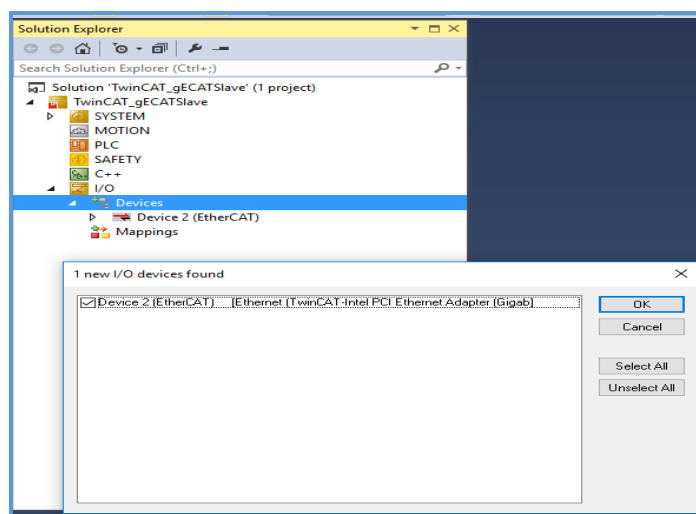 Solution Explorer
Search Solution Explorer (Ctrl+;)
Solution 'TwinCAT_gECATSlave' (1 project)
TwinCAT_gECATSlave
SYSTEM
MOTION
PLC
SAFETY
C++
I/O
Devices
Device 2 (EtherCAT)
Mappings
1 new I/O devices found
Device 2 (EtherCAT) [Ethernet (TwinCAT-Intel PCI Ethernet Adapter (Gigab]
OK
Cancel
Select All
Unselect All